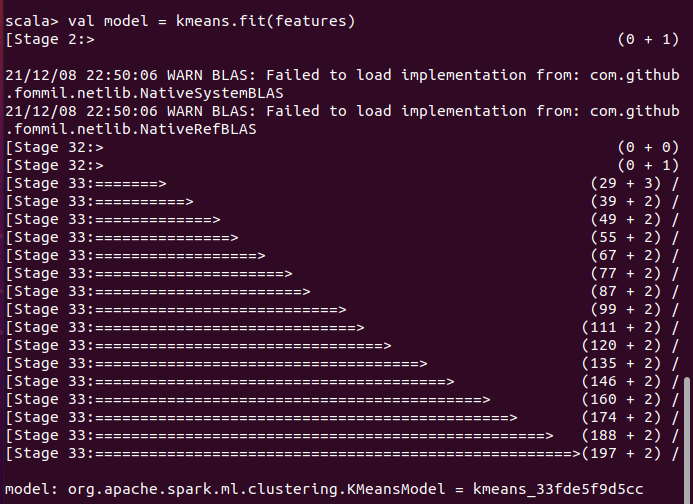 scala> val model = kmeans.fit(features)
[Stage 2:> (0 + 1)
21/12/08 22:50:06 WARN BLAS: Failed to load implementation from: com.github
.fommil.netlib.NativeSystemBLAS
21/12/08 22:50:06 WARN BLAS: Failed to load implementation from: com.github
.fommil.netlib.NativeRefBLAS
[Stage 32:> (0 + 0)
[Stage 32:> (0 + 1)
[Stage 33:=======> (29 + 3) /
[Stage 33:==========> (39 + 2) /
[Stage 33:=============> (49 + 2) /
[Stage 33:===============> (55 + 2) /
[Stage 33:==================> (67 + 2) /
[Stage 33:=====================> (77 + 2) /
[Stage 33:=======================> (87 + 2) /
[Stage 33:===========================> (99 + 2) /
[Stage 33:=============================> (111 + 2) /
[Stage 33:================================> (120 + 2) /
[Stage 33:====================================> (135 + 2) /
[Stage 33:=======================================> (146 + 2) /
[Stage 33:===========================================> (160 + 2) /
[Stage 33:==============================================> (174 + 2) /
[Stage 33:==================================================> (188 + 2) /
[Stage 33:=====================================================>(197 + 2) /
model: org.apache.spark.ml.clustering.KMeansModel = kmeans_33fde5f9d5cc